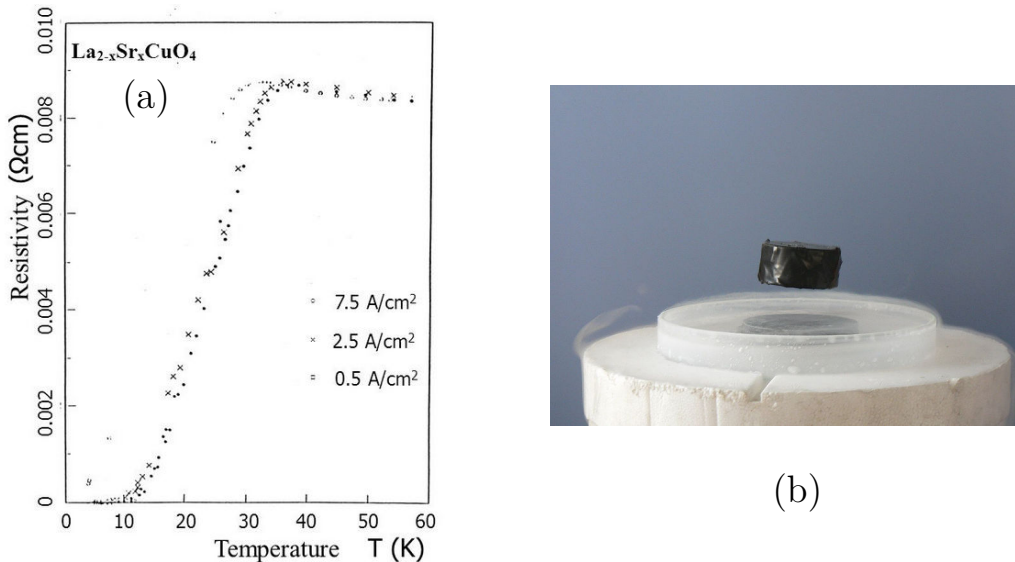 La2-xSrxCuO4
(a)
Resistivity (Ωcm)
0.010
0.008
0.006
0.004
0.002
0
7.5 A/cm²
2.5 A/cm²
0.5 A/cm²
0 10 20 30 40 50 60
Temperature T (K)
(b)